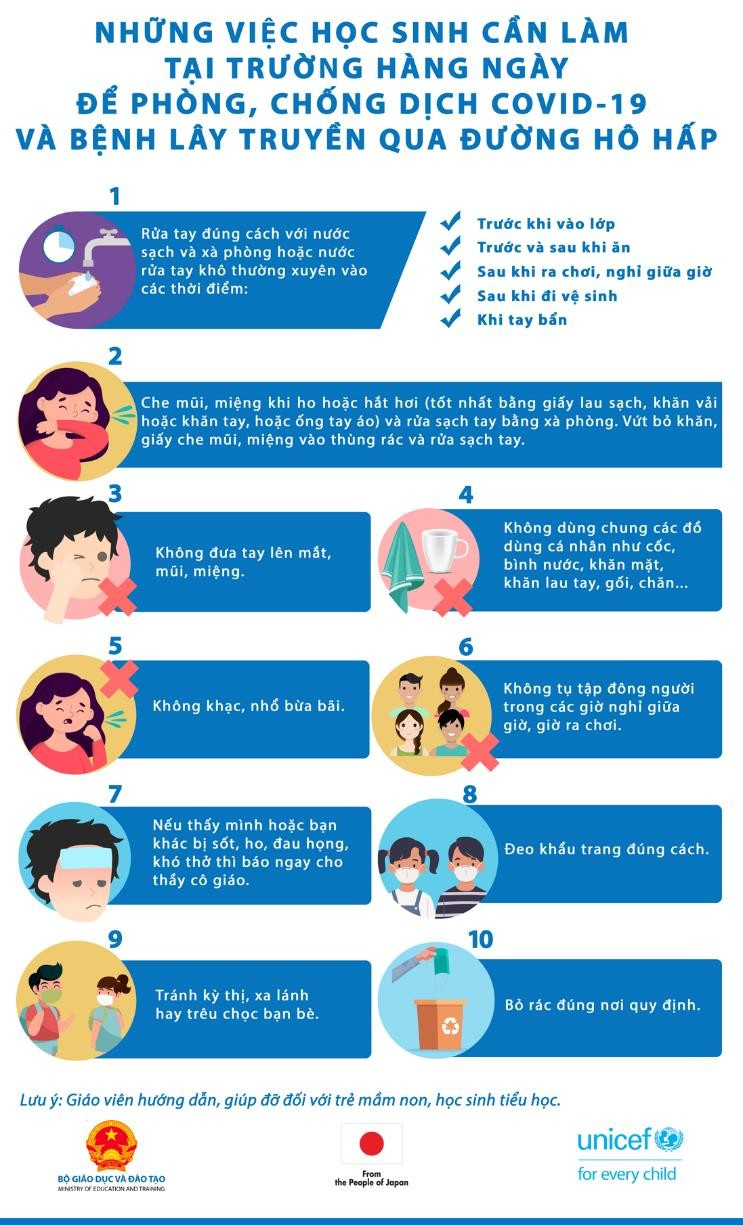 NHỮNG VIỆC HỌC SINH CẦN LÀM
TẠI TRƯỜNG HÀNG NGÀY
ĐỂ PHÒNG, CHỐNG DỊCH COVID-19
VÀ BỆNH LÂY TRUYỀN QUA ĐƯỜNG HÔ HẤP
1
Rửa tay đúng cách với nước
sạch và xà phòng hoặc nước
rửa tay khô thường xuyên vào
các thời điểm:
Trước khi vào lớp
Trước và sau khi ăn
Sau khi ra chơi, nghỉ giữa giờ
Sau khi đi vệ sinh
Khi tay bẩn
2
Che mũi, miệng khi ho hoặc hắt hơi (tốt nhất bằng giấy lau sạch, khăn vải
hoặc khăn tay, hoặc ống tay áo) và rửa sạch tay bằng xà phòng. Vứt bỏ khăn,
giấy che mũi, miệng vào thùng rác và rửa sạch tay.
3
Không đưa tay lên mắt,
mũi, miệng.
4
Không dùng chung các đồ
dùng cá nhân như cốc,
bình nước, khăn mặt,
khăn lau tay, gối, chăn...
5
Không khạc, nhổ bừa bãi.
6
Không tụ tập đông người
trong các giờ nghỉ giữa
giờ, giờ ra chơi.
7
Nếu thấy mình hoặc bạn
khác bị sốt, ho, đau họng,
khó thở thì báo ngay cho
thầy cô giáo.
8
Đeo khẩu trang đúng cách.
9
Tránh kỳ thị, xa lánh
hay trêu chọc bạn bè.
10
Bỏ rác đúng nơi quy định.
Lưu ý: Giáo viên hướng dẫn, giúp đỡ đối với trẻ mầm non, học sinh tiểu học.
BỘ GIÁO DỤC VÀ ĐÀO TẠO
MINISTRY OF EDUCATION AND TRAINING
From
the People of Japan
unicef
for every child